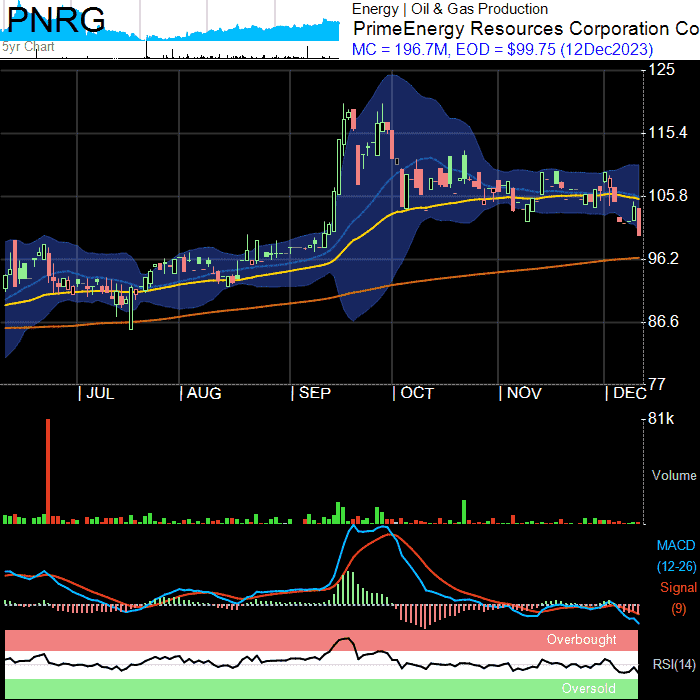 PNRG
5yr Chart
Energy | Oil & Gas Production
PrimeEnergy Resources Corporation Co
MC = 196.7M, EOD = $99.75 (12Dec2023)
125
115.4
105.8
96.2
86.6
77
| JUL | AUG | SEP | OCT | NOV | DEC
81k
Volume
MACD
(12-26)
Signal
(9)
Overbought
RSI(14)
Oversold